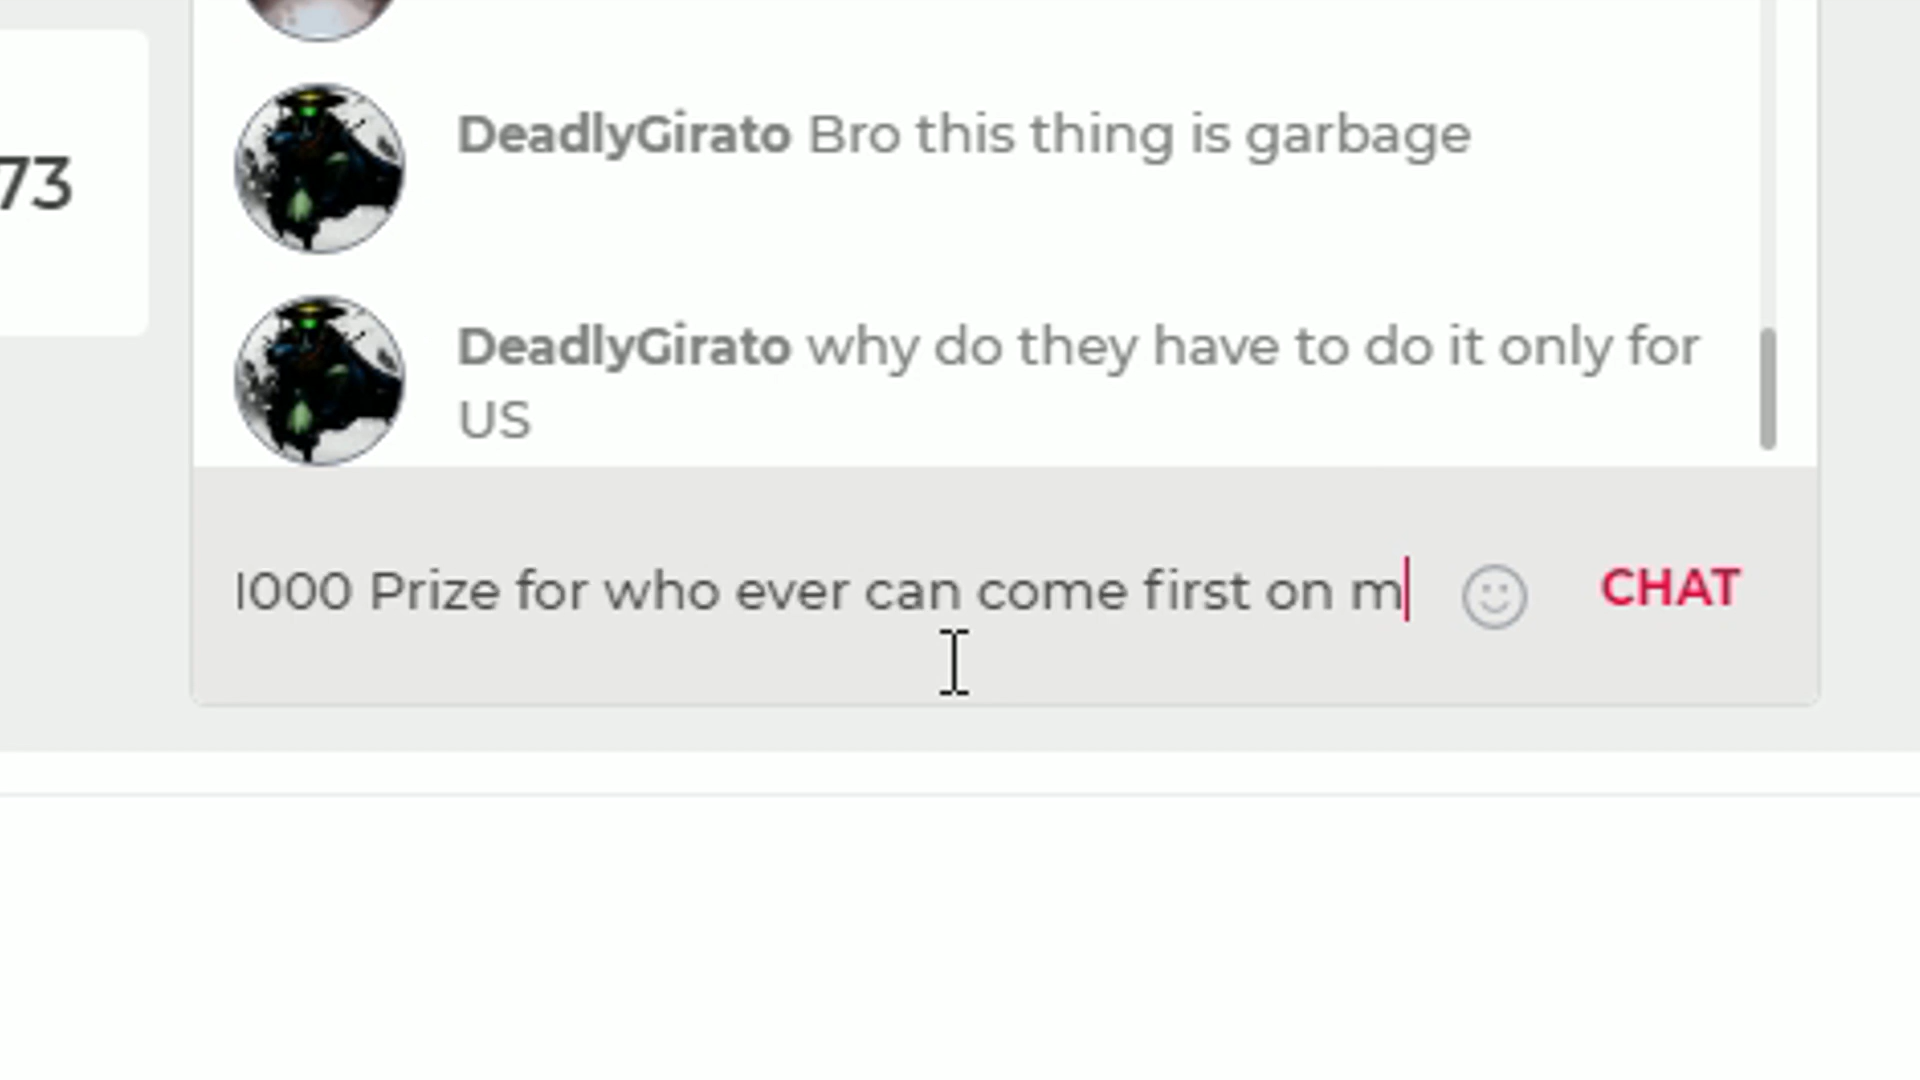 73
DeadlyGirato Bro this thing is garbage
DeadlyGirato why do they have to do it only for
US
1000 Prize for who ever can come first on m
CHAT